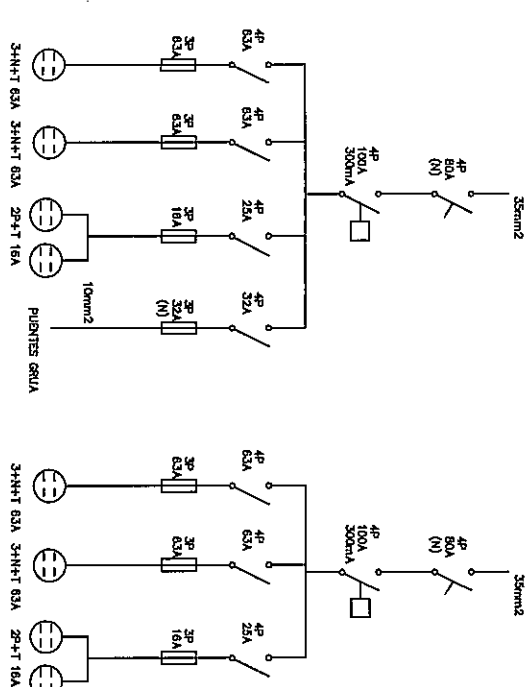 35mm2
4P
80A
(N)
4P
100A
300mA
4P
63A
4P
63A
4P
25A
4P
32A
3P
63A
3P
63A
3P
16A
3P
32A
(N)
10mm2
3+N+T 63A
3+N+T 63A
2P+T 16A
PUENTES GRUA
35mm2
4P
80A
(N)
4P
100A
300mA
4P
63A
4P
63A
4P
25A
3P
63A
3P
63A
3P
16A
3+N+T 63A
3+N+T 63A
2P+T 16A